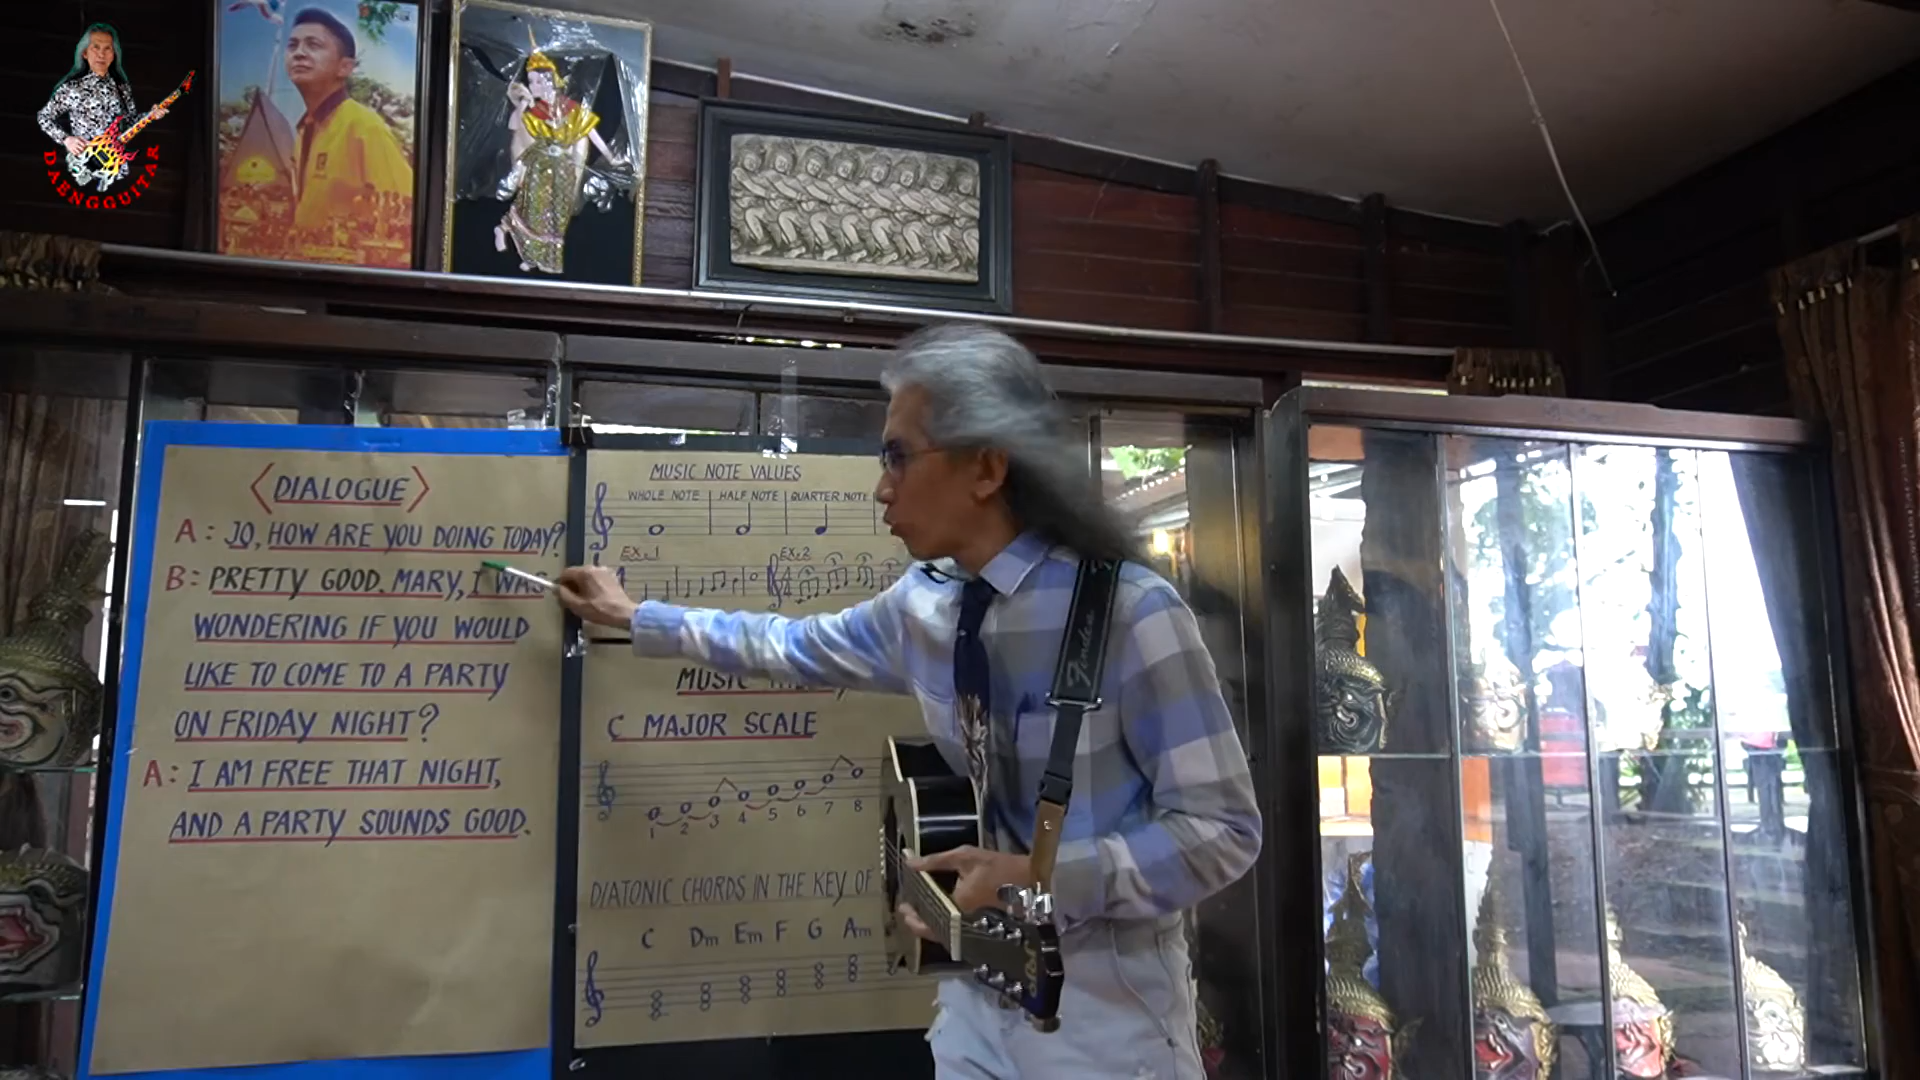 DAENGGUITAR
<DIALOGUE>
A: JO, HOW ARE YOU DOING TODAY?
B: PRETTY GOOD. MARY, I WAS
WONDERING IF YOU WOULD
LIKE TO COME TO A PARTY
ON FRIDAY NIGHT?
A: I AM FREE THAT NIGHT,
AND A PARTY SOUNDS GOOD.
MUSIC NOTE VALUES
WHOLE NOTE HALF NOTE QUARTER NOTE
EX.1 EX.2
MUSIC
C MAJOR SCALE
1 2 3 4 5 6 7 8
DIATONIC CHORDS IN THE KEY OF
C Dm Em F G Am
Fender